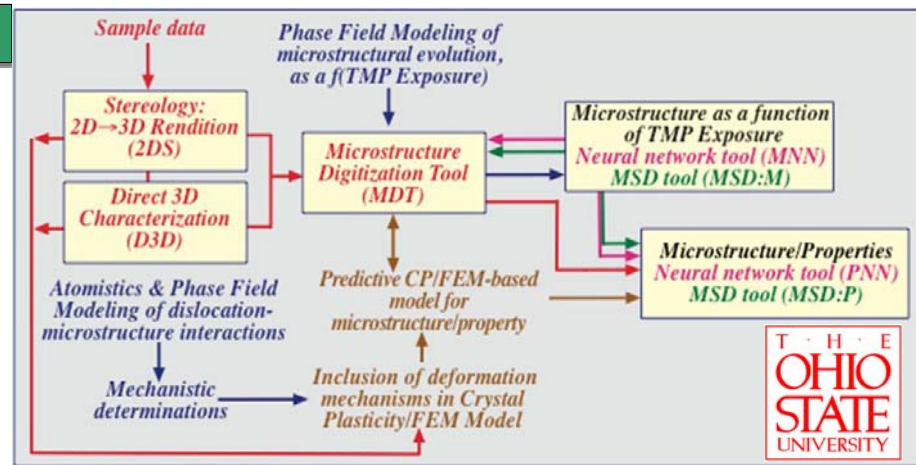 Sample data
Phase Field Modeling of
microstructural evolution,
as a f(TMP Exposure)
Stereology:
2D→3D Rendition
(2DS)
Direct 3D
Characterization
(D3D)
Microstructure
Digitization Tool
(MDT)
Microstructure as a function
of TMP Exposure
Neural network tool (MNN)
MSD tool (MSD:M)
Microstructure/Properties
Neural network tool (PNN)
MSD tool (MSD:P)
Atomistics & Phase Field
Modeling of dislocation-
microstructure interactions
Predictive CP/FEM-based
model for
microstructure/property
Mechanistic
determinations
Inclusion of deformation
mechanisms in Crystal
Plasticity/FEM Model
T · H · E
OHIO
STATE
UNIVERSITY